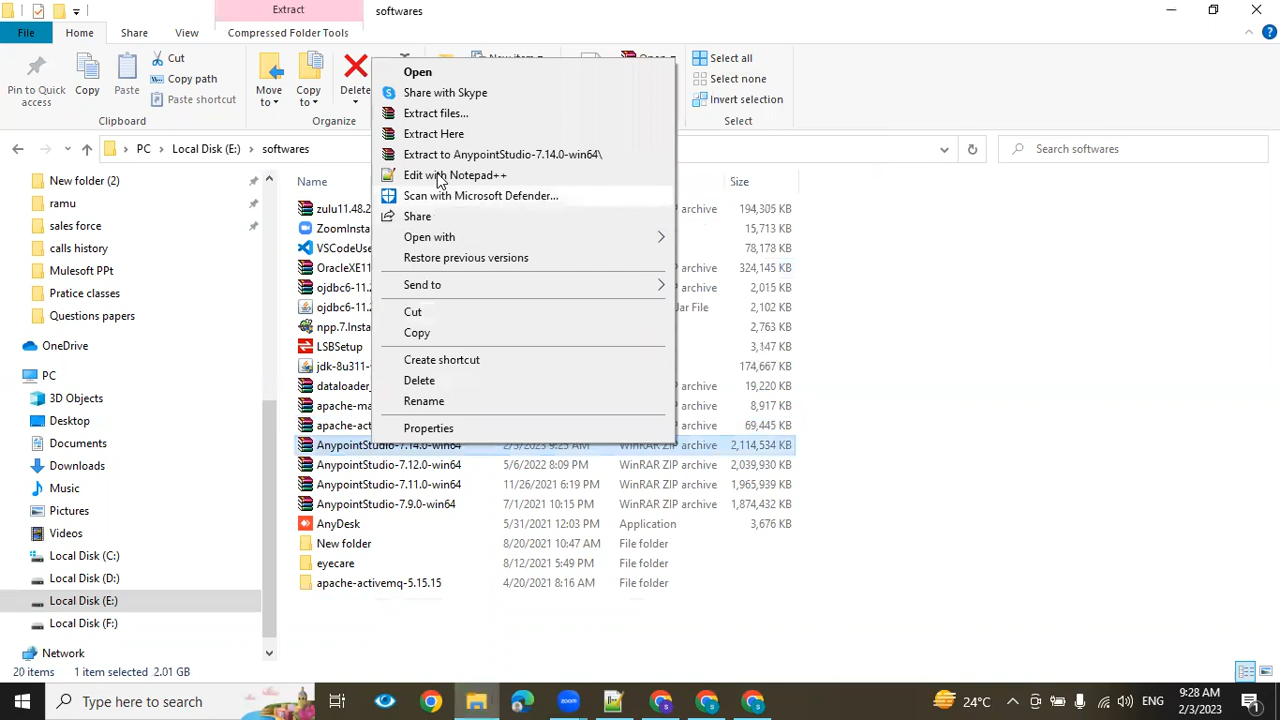 Extract
softwares
File
Home
Share
View
Compressed Folder Tools
Pin to Quick access
Copy
Paste
Cut
Copy path
Paste shortcut
Clipboard
Move to
Copy to
Delete
Organize
New item
Open
Select all
Select none
Invert selection
Select
PC
Local Disk (E:)
softwares
Search softwares
Open
Share with Skype
Extract files...
Extract Here
Extract to AnypointStudio-7.14.0-win64\
Edit with Notepad++
Scan with Microsoft Defender...
Share
Open with
Restore previous versions
Send to
Cut
Copy
Create shortcut
Delete
Rename
Properties
New folder (2)
ramu
sales force
calls history
Mulesoft PPt
Pratice classes
Questions papers
OneDrive
PC
3D Objects
Desktop
Documents
Downloads
Music
Pictures
Videos
Local Disk (C:)
Local Disk (D:)
Local Disk (E:)
Local Disk (F:)
Network
Name
Size
zulu11.48.2 archive 194,305 KB
ZoomInsta 15,713 KB
VSCodeUse 78,178 KB
OracleXE11 archive 324,145 KB
ojdbc6-11.2 archive 2,015 KB
ojdbc6-11.2 Jar File 2,102 KB
npp.7.Insta 2,763 KB
LSBSetup 3,147 KB
jdk-8u311- 174,667 KB
dataloader_ archive 19,220 KB
apache-ma archive 8,917 KB
apache-ac archive 69,445 KB
AnypointStudio-7.14.0-win64 2/3/2023 9:25 AM WinRAR ZIP archive 2,114,534 KB
AnypointStudio-7.12.0-win64 5/6/2022 8:09 PM WinRAR ZIP archive 2,039,930 KB
AnypointStudio-7.11.0-win64 11/26/2021 6:19 PM WinRAR ZIP archive 1,965,939 KB
AnypointStudio-7.9.0-win64 7/1/2021 10:15 PM WinRAR ZIP archive 1,874,432 KB
AnyDesk 5/31/2021 12:03 PM Application 3,676 KB
New folder 8/20/2021 10:47 AM File folder
eyecare 8/12/2021 5:49 PM File folder
apache-activemq-5.15.15 4/20/2021 8:16 AM File folder
20 items 1 item selected 2.01 GB
Type here to search
24°C
ENG
9:28 AM
2/3/2023